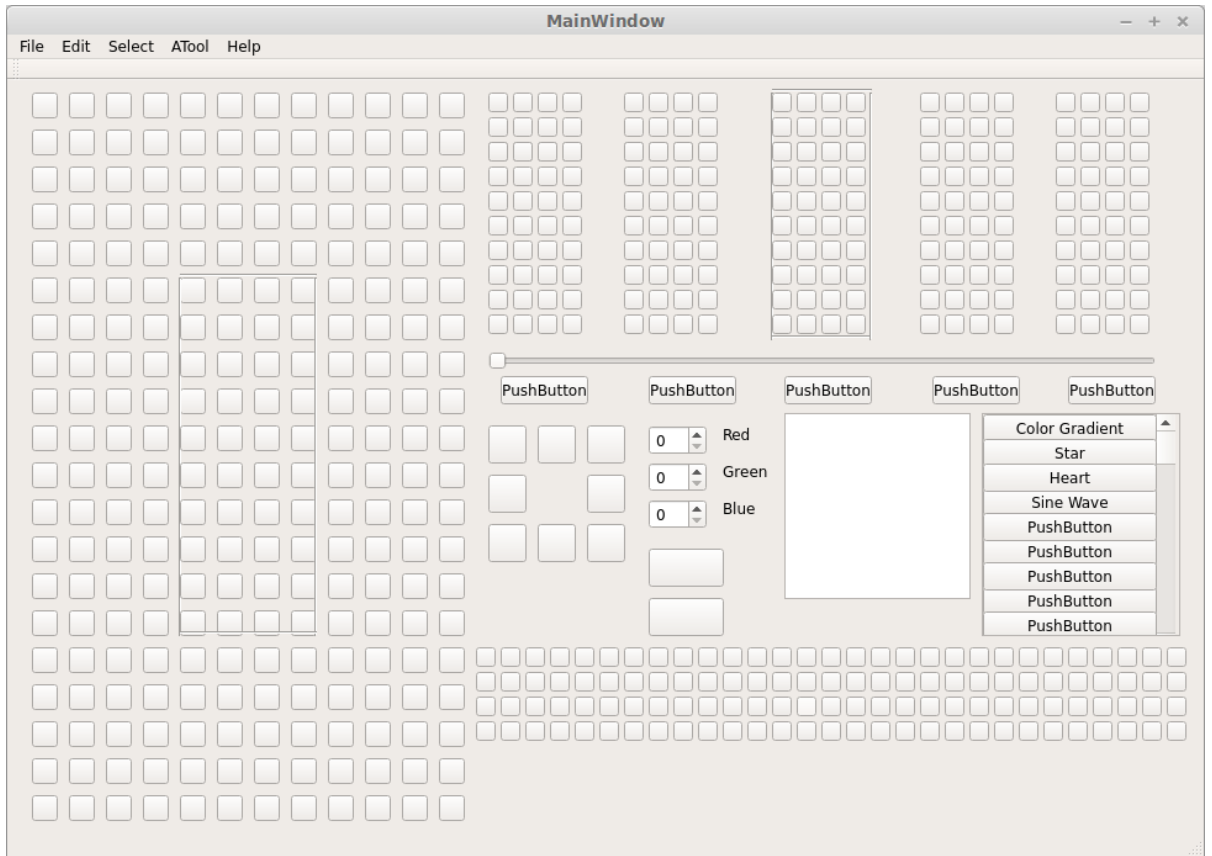 MainWindow
File Edit Select ATool Help
PushButton PushButton PushButton PushButton PushButton
0 Red
0 Green
0 Blue
Color Gradient
Star
Heart
Sine Wave
PushButton
PushButton
PushButton
PushButton
PushButton